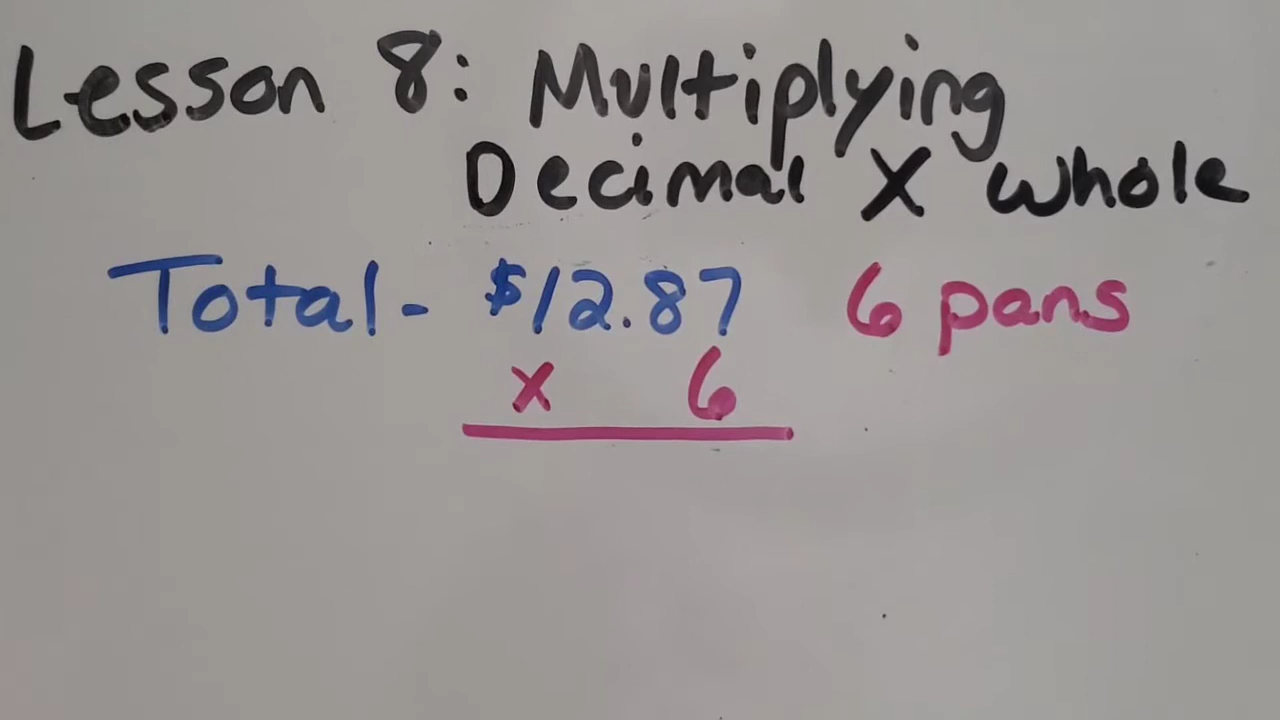 Lesson 8: Multiplying
Decimal X whole
Total - $12.87 6 pans
x 6